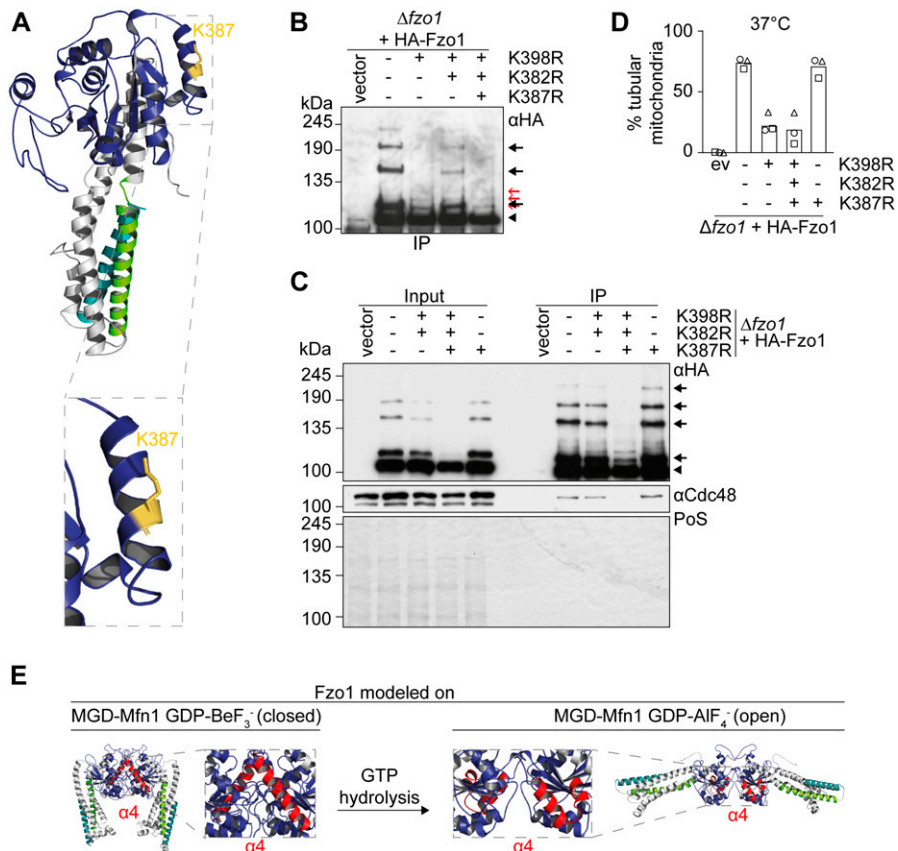 A
K387
K387
B
Δfzo1
+ HA-Fzo1
vector
- + + + K398R
- - + + K382R
- - - + K387R
kDa
αHA
245
190
135
100
IP
D
37°C
% tubular
mitochondria
100
50
0
ev - + + - K398R
- - + - K382R
- - + + K387R
Δfzo1 + HA-Fzo1
C
Input IP
vector - - + - vector - - + - K398R
- + + - - + + - K382R
- - + + - - + + K387R
Δfzo1
+ HA-Fzo1
kDa
αHA
245
190
135
100
αCdc48
100
PoS
245
190
135
100
E
Fzo1 modeled on
MGD-Mfn1 GDP-BeF3- (closed)
MGD-Mfn1 GDP-AlF4- (open)
GTP
hydrolysis
α4
α4
α4
α4